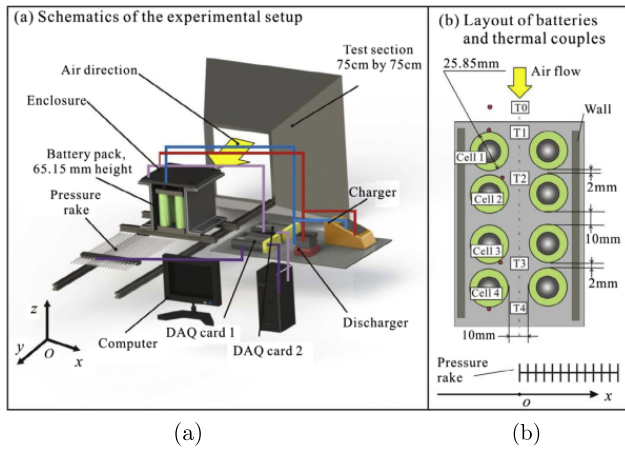 (a) Schematics of the experimental setup
Test section
75cm by 75cm
Air direction
Enclosure
Battery pack,
65.15 mm height
Pressure
rake
Charger
Computer
DAQ card 1
DAQ card 2
Discharger
z
y
O
x
(b) Layout of batteries
and thermal couples
25.85mm
Air flow
T0
Wall
T1
Cell 1
T2
2mm
Cell 2
10mm
Cell 3
T3
2mm
Cell 4
T4
10mm
Pressure
rake
o
x
(a)
(b)